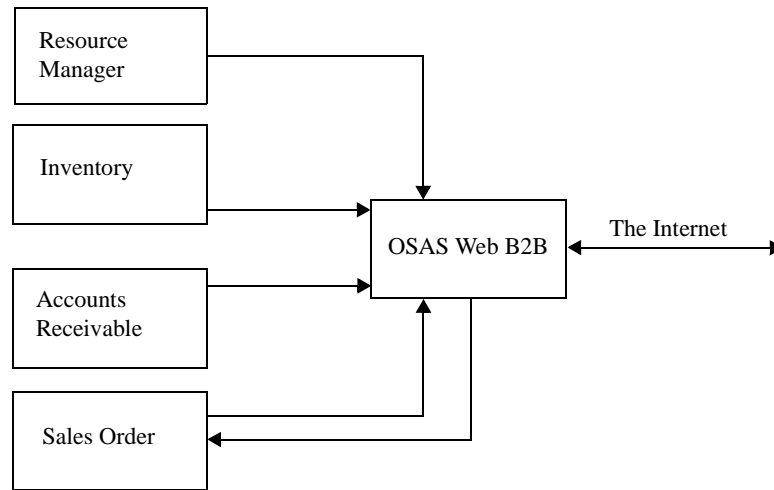 Resource
Manager
Inventory
OSAS Web B2B
The Internet
Accounts
Receivable
Sales Order